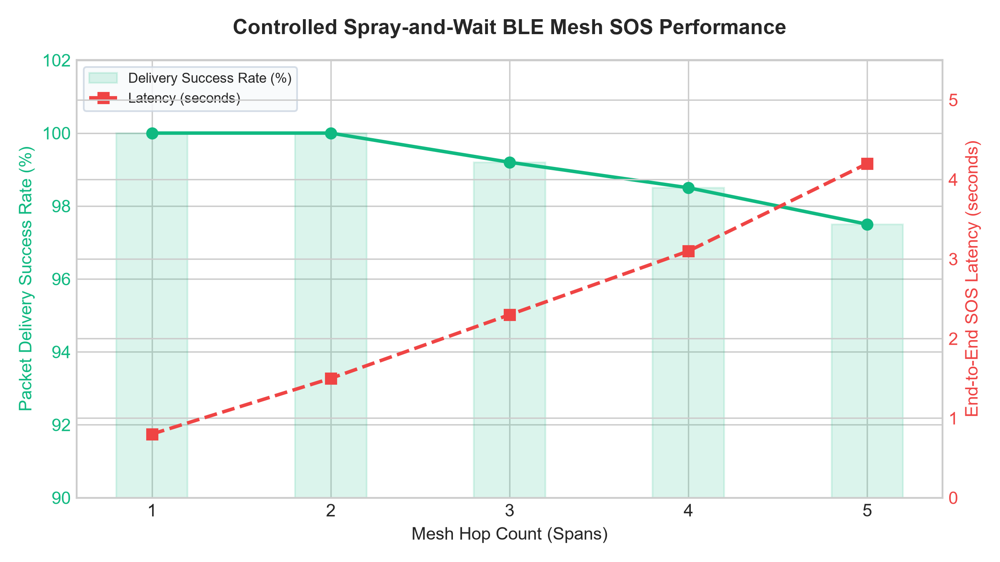 Controlled Spray-and-Wait BLE Mesh SOS Performance
Delivery Success Rate (%)
Latency (seconds)
Packet Delivery Success Rate (%)
102
100
98
96
94
92
90
End-to-End SOS Latency (seconds)
5
4
3
2
1
0
1 2 3 4 5
Mesh Hop Count (Spans)